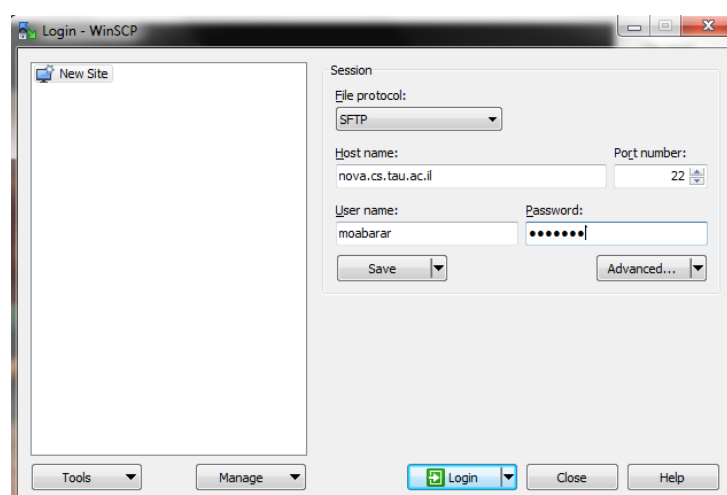 Login - WinSCP
New Site
Session
File protocol:
SFTP
Host name:
Port number:
nova.cs.tau.ac.il
22
User name:
Password:
moabarar
•••••••
Save
Advanced...
Tools
Manage
Login
Close
Help